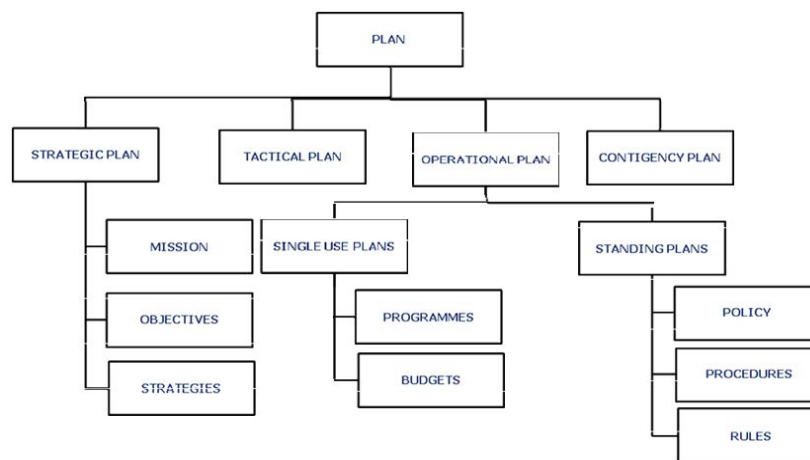 PLAN
STRATEGIC PLAN
TACTICAL PLAN
OPERATIONAL PLAN
CONTIGENCY PLAN
MISSION
SINGLE USE PLANS
STANDING PLANS
OBJECTIVES
PROGRAMMES
POLICY
STRATEGIES
BUDGETS
PROCEDURES
RULES